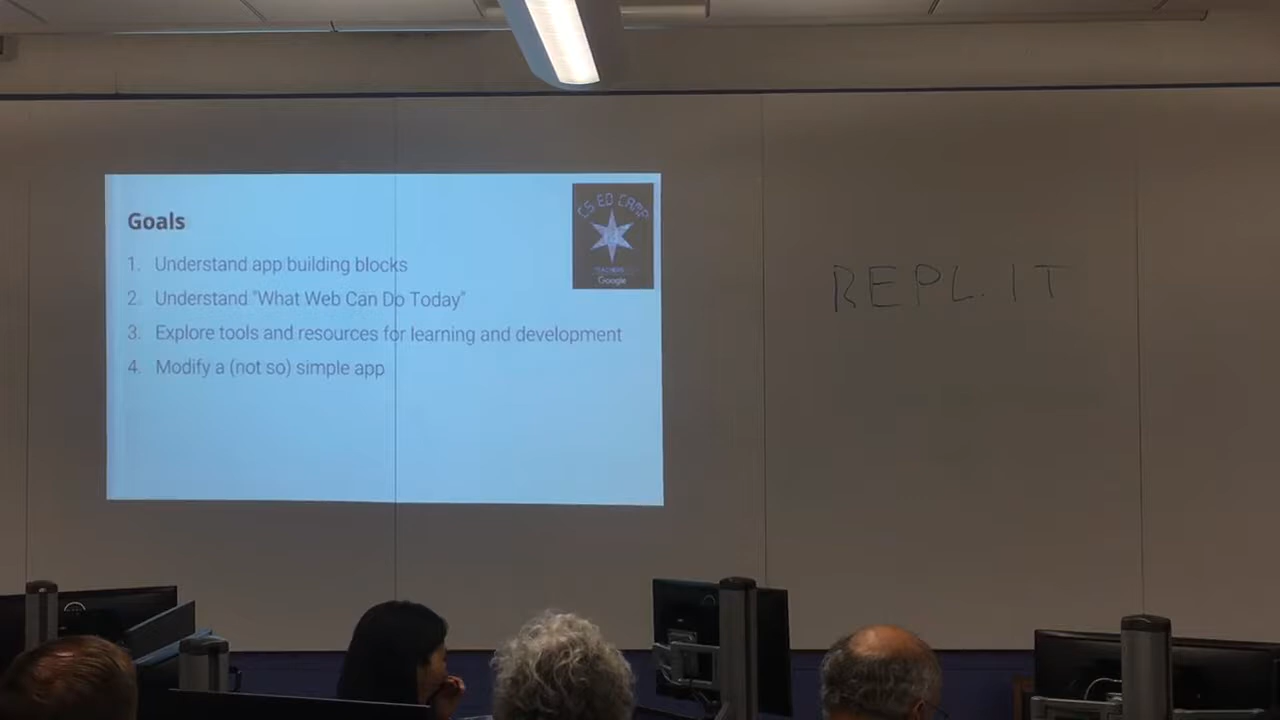 Goals
1. Understand app building blocks
2. Understand "What Web Can Do Today"
3. Explore tools and resources for learning and development
4. Modify a (not so) simple app
CS ED CAMP
TEACHERS
Google
REPL.IT